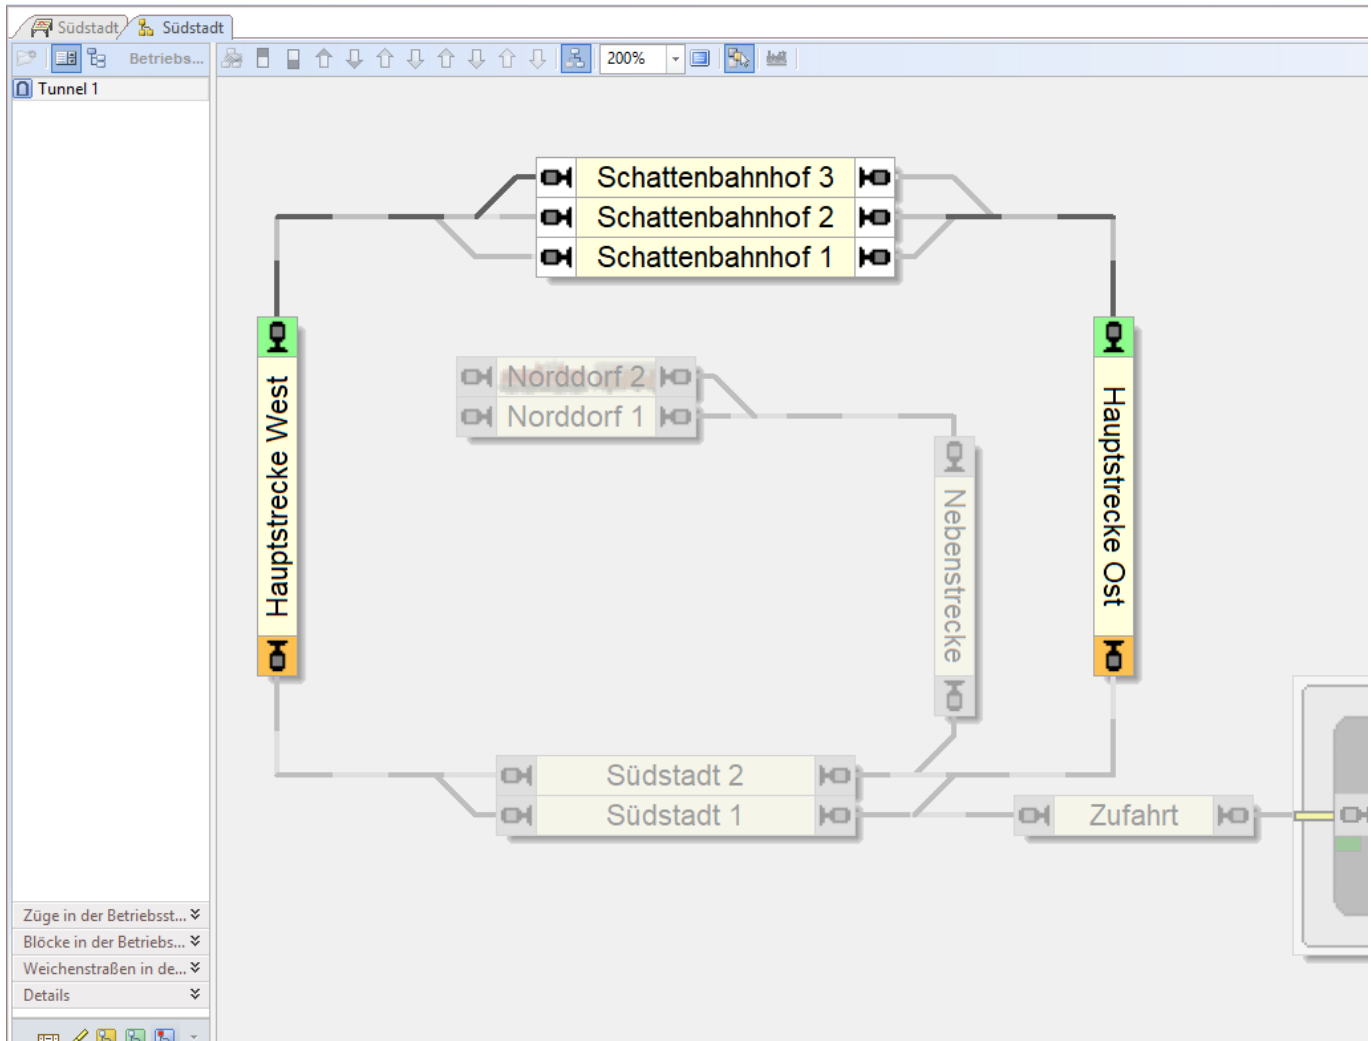 Südstadt
Südstadt
Betriebs...
200%
Tunnel 1
Schattenbahnhof 3
Schattenbahnhof 2
Schattenbahnhof 1
Hauptstrecke West
Norddorf 2
Norddorf 1
Nebenstrecke
Hauptstrecke Ost
Südstadt 2
Südstadt 1
Zufahrt
Züge in der Betriebsst...
Blöcke in der Betriebs...
Weichenstraßen in de...
Details